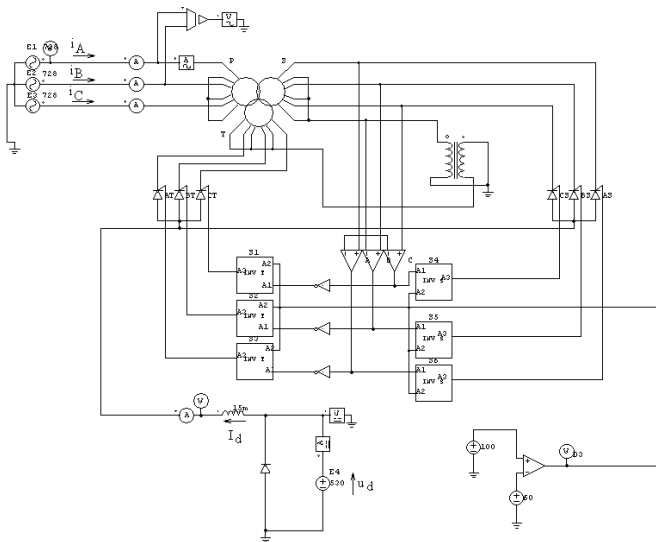 V
E1 728
V
iA
A
A
P
S
E2 728
iB
E3 728
iC
A
T
AT
BT
CT
CS
BS
AS
S1
A2
A3
INV I
A1
A
B
C
S4
A1
INV S
A3
A2
S2
A2
A3
INV I
A1
S5
A1
A3
INV S
A2
S3
A2
A3
INV I
A1
S6
A1
A3
INV S
A2
V
15m
A
V
Id
E4
530
ud
100
V
D3
60